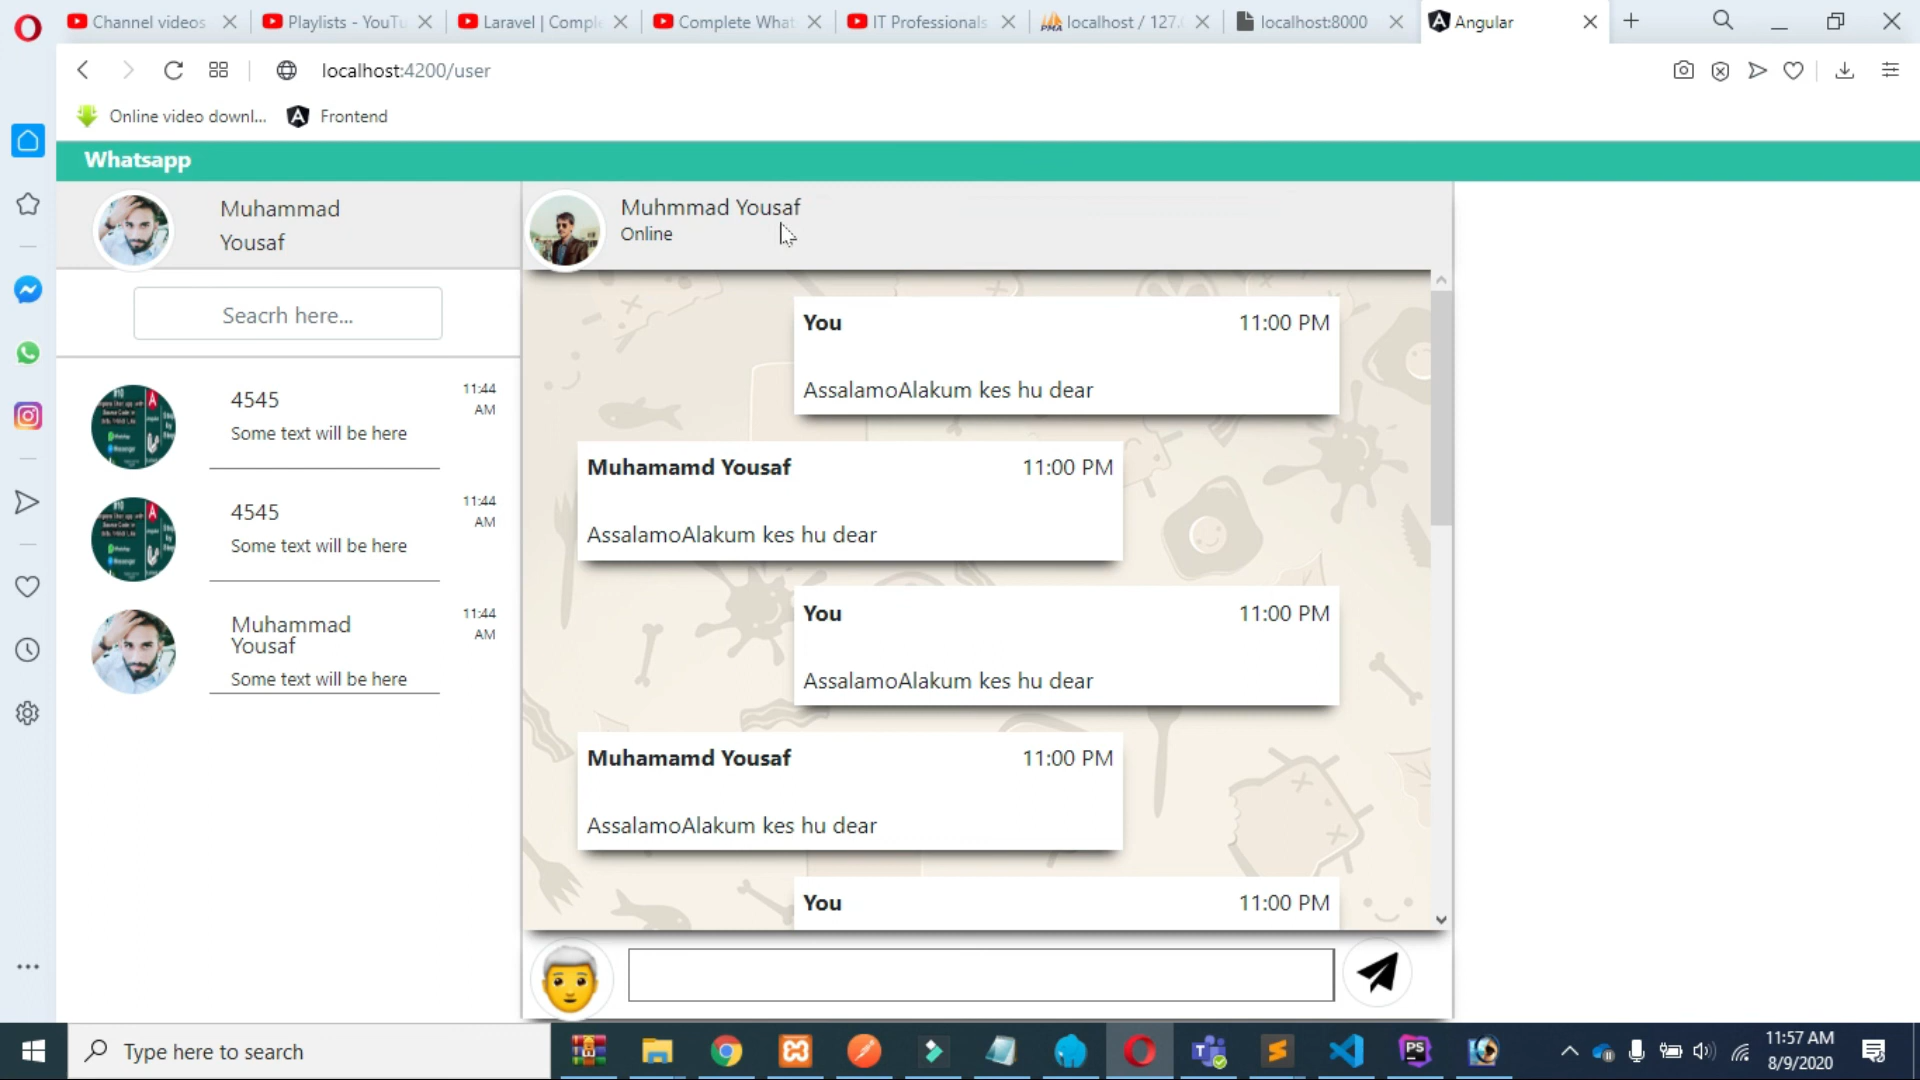 Channel videos
Playlists - YouTu
Laravel | Comple
Complete What
IT Professionals
localhost / 127.
localhost:8000
Angular
localhost:4200/user
Online video downl...
Frontend
Whatsapp
Muhammad
Yousaf
Seacrh here...
4545
11:44
AM
Some text will be here
4545
11:44
AM
Some text will be here
Muhammad
Yousaf
11:44
AM
Some text will be here
Muhmmad Yousaf
Online
You 11:00 PM
AssalamoAlakum kes hu dear
Muhamamd Yousaf 11:00 PM
AssalamoAlakum kes hu dear
You 11:00 PM
AssalamoAlakum kes hu dear
Muhamamd Yousaf 11:00 PM
AssalamoAlakum kes hu dear
You 11:00 PM
Type here to search
11:57 AM
8/9/2020